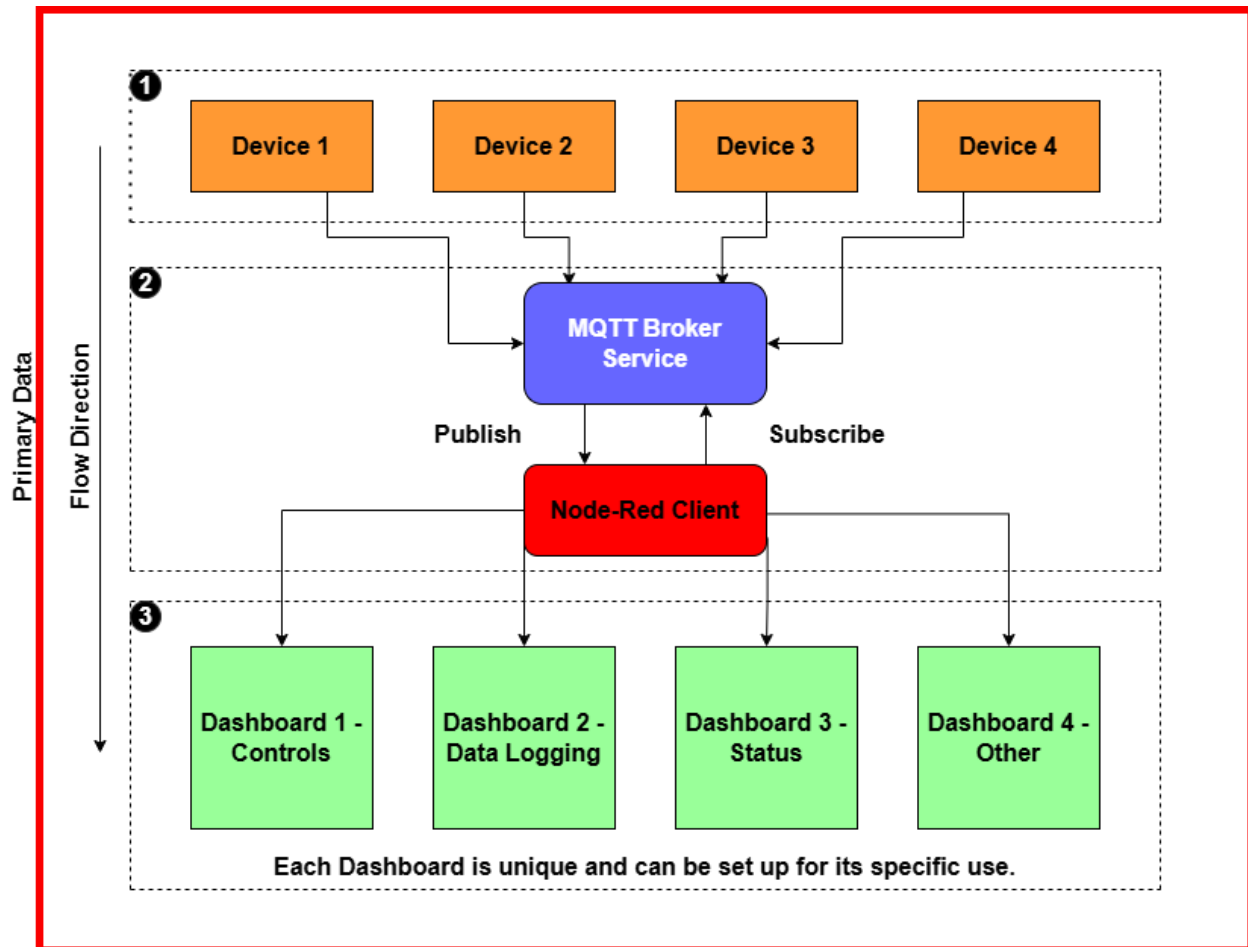 1
Device 1
Device 2
Device 3
Device 4
2
MQTT Broker
Service
Publish
Subscribe
Node-Red Client
Primary Data
Flow Direction
3
Dashboard 1 -
Controls
Dashboard 2 -
Data Logging
Dashboard 3 -
Status
Dashboard 4 -
Other
Each Dashboard is unique and can be set up for its specific use.